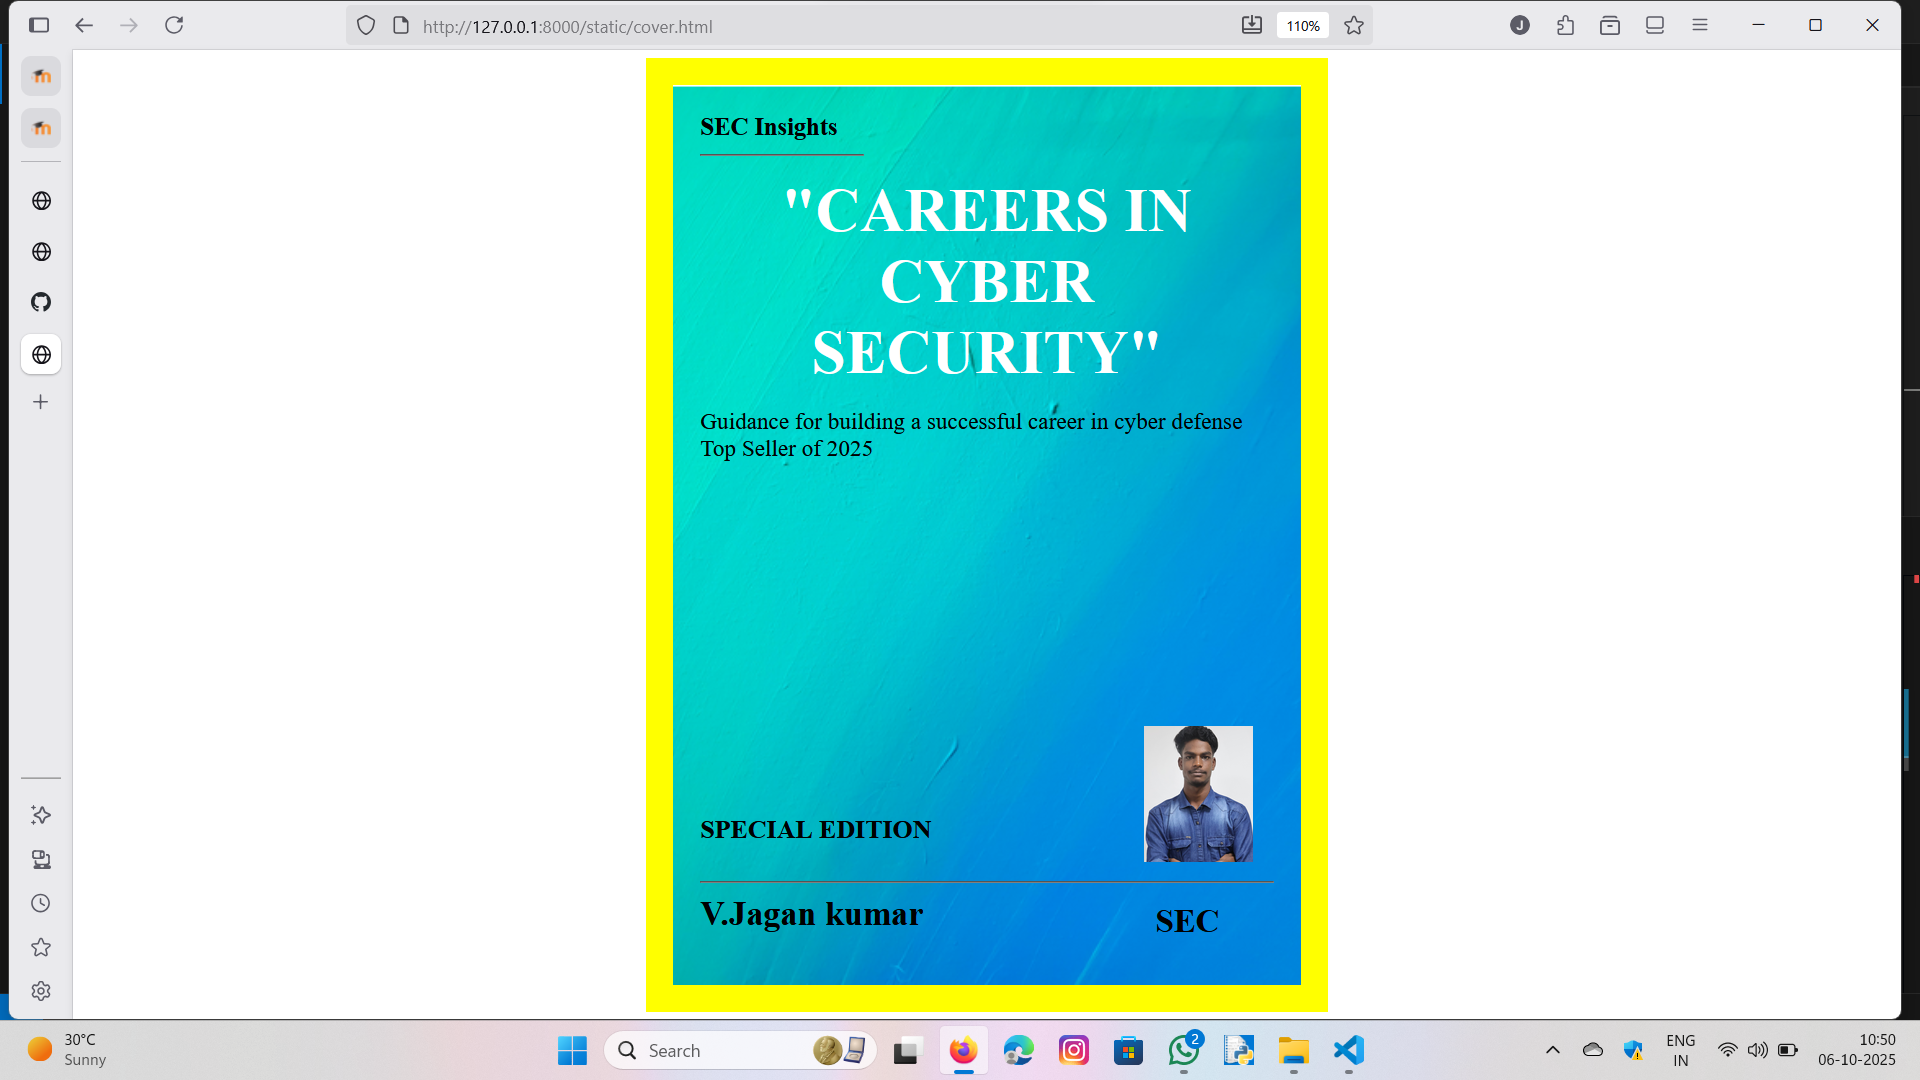 http://127.0.0.1:8000/static/cover.html
110%
J
SEC Insights
"CAREERS IN
CYBER
SECURITY"
Guidance for building a successful career in cyber defense
Top Seller of 2025
SPECIAL EDITION
V.Jagan kumar
SEC
30°C
Sunny
Search
2
ENG
IN
10:50
06-10-2025